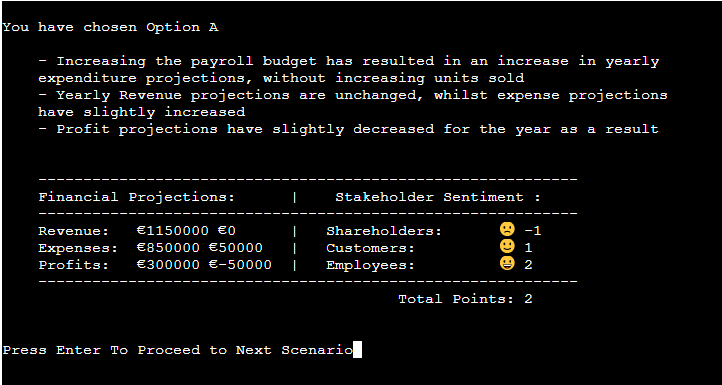 You have chosen Option A
- Increasing the payroll budget has resulted in an increase in yearly
expenditure projections, without increasing units sold
- Yearly Revenue projections are unchanged, whilst expense projections
have slightly increased
- Profit projections have slightly decreased for the year as a result
------------------------------------------------------------
Financial Projections:      |    Stakeholder Sentiment :
------------------------------------------------------------
Revenue:   €1150000 €0      |   Shareholders:      🙁 -1
Expenses:  €850000 €50000   |   Customers:         🙂 1
Profits:   €300000 €-50000  |   Employees:         😀 2
------------------------------------------------------------
Total Points: 2
Press Enter To Proceed to Next Scenario